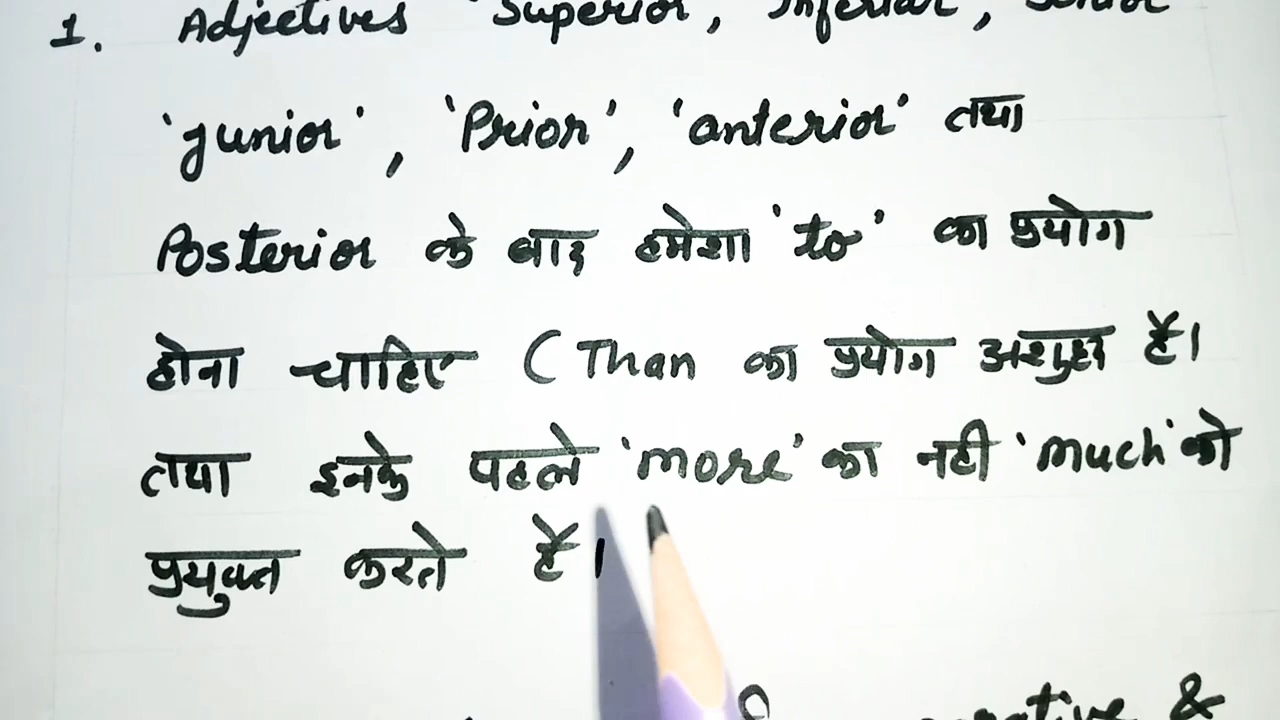 1. Adjectives 'Superior, Inferior, Senior
'junior', 'Prior', 'anterior' तथा
Posterior के बाद हमेशा 'to' का प्रयोग
होना चाहिए (Than का प्रयोग अशुद्ध है।
तथा इनके पहले 'more' का नही 'much' को
प्रयुक्त करते हैं।
&